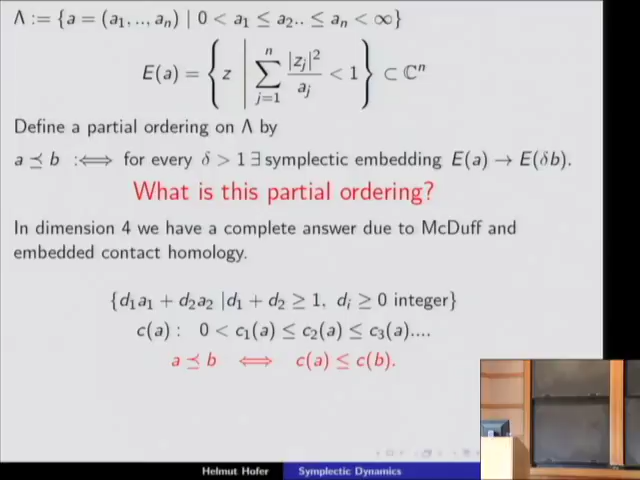 Λ := {a = (a₁, .., aₙ) | 0 < a₁ ≤ a₂.. ≤ aₙ < ∞}
E(a) = { z | ∑ⁿⱼ₌₁ |zⱼ|²/aⱼ < 1 } ⊂ ℂⁿ
Define a partial ordering on Λ by
a ⪯ b :⟺ for every δ > 1 ∃ symplectic embedding E(a) → E(δb).
What is this partial ordering?
In dimension 4 we have a complete answer due to McDuff and
embedded contact homology.
{d₁a₁ + d₂a₂ |d₁ + d₂ ≥ 1, dᵢ ≥ 0 integer}
c(a) : 0 < c₁(a) ≤ c₂(a) ≤ c₃(a)....
a ⪯ b ⟺ c(a) ≤ c(b).
Helmut Hofer Symplectic Dynamics